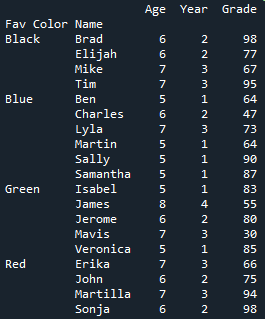 Age Year Grade
Fav Color Name
Black Brad 6 2 98
Elijah 6 2 77
Mike 7 3 67
Tim 7 3 95
Blue Ben 5 1 64
Charles 6 2 47
Lyla 7 3 73
Martin 5 1 64
Sally 5 1 90
Samantha 5 1 87
Green Isabel 5 1 83
James 8 4 55
Jerome 6 2 80
Mavis 7 3 30
Veronica 5 1 85
Red Erika 7 3 66
John 6 2 75
Martilla 7 3 94
Sonja 6 2 98